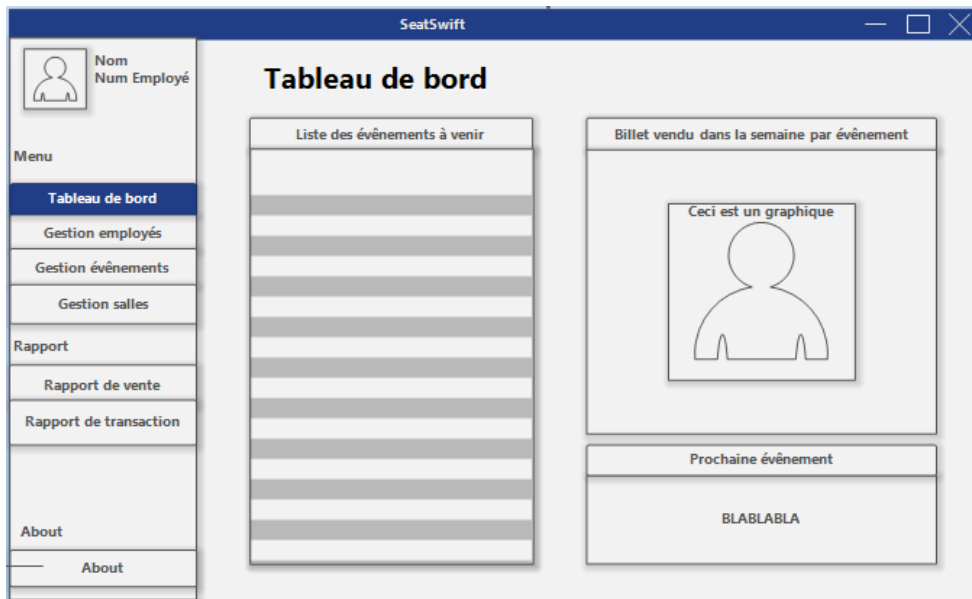 SeatSwift
Nom
Num Employé
Menu
Tableau de bord
Gestion employés
Gestion évênements
Gestion salles
Rapport
Rapport de vente
Rapport de transaction
About
About
Tableau de bord
Liste des évênements à venir
Billet vendu dans la semaine par évênement
Ceci est un graphique
Prochaine évênement
BLABLABLA